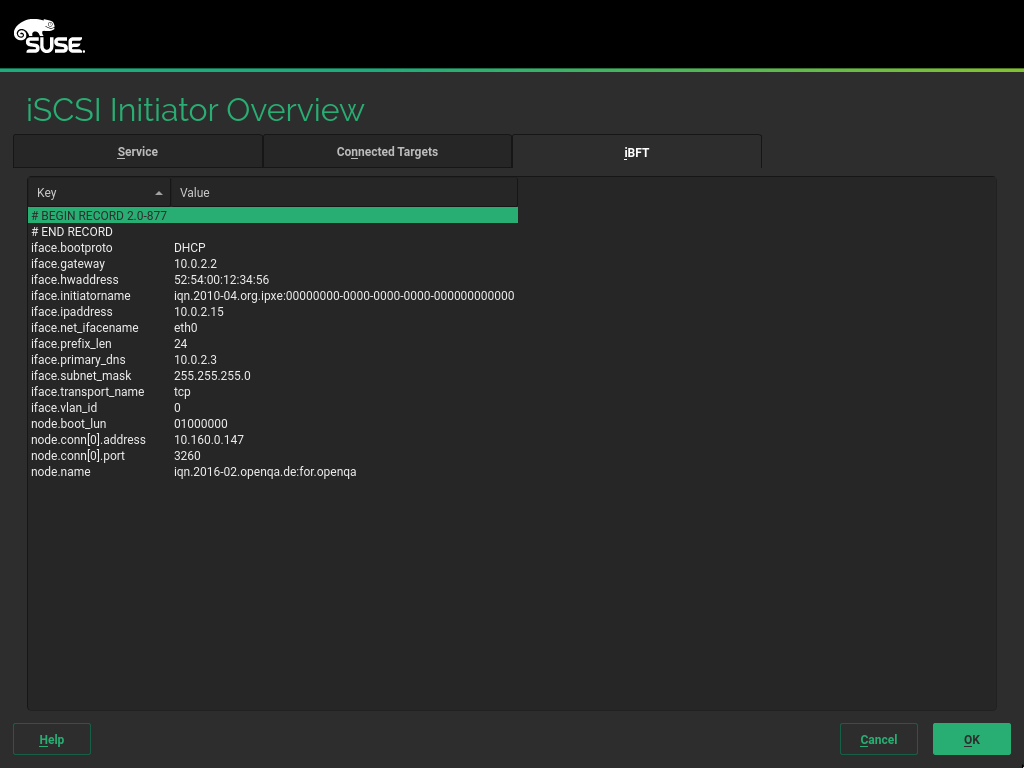 SUSE.
iSCSI Initiator Overview
Service Connected Targets iBFT
Key Value
# BEGIN RECORD 2.0-877
# END RECORD
iface.bootproto DHCP
iface.gateway 10.0.2.2
iface.hwaddress 52:54:00:12:34:56
iface.initiatorname iqn.2010-04.org.ipxe:00000000-0000-0000-0000-000000000000
iface.ipaddress 10.0.2.15
iface.net_ifacename eth0
iface.prefix_len 24
iface.primary_dns 10.0.2.3
iface.subnet_mask 255.255.255.0
iface.transport_name tcp
iface.vlan_id 0
node.boot_lun 01000000
node.conn[0].address 10.160.0.147
node.conn[0].port 3260
node.name iqn.2016-02.openqa.de:for.openqa
Help Cancel OK